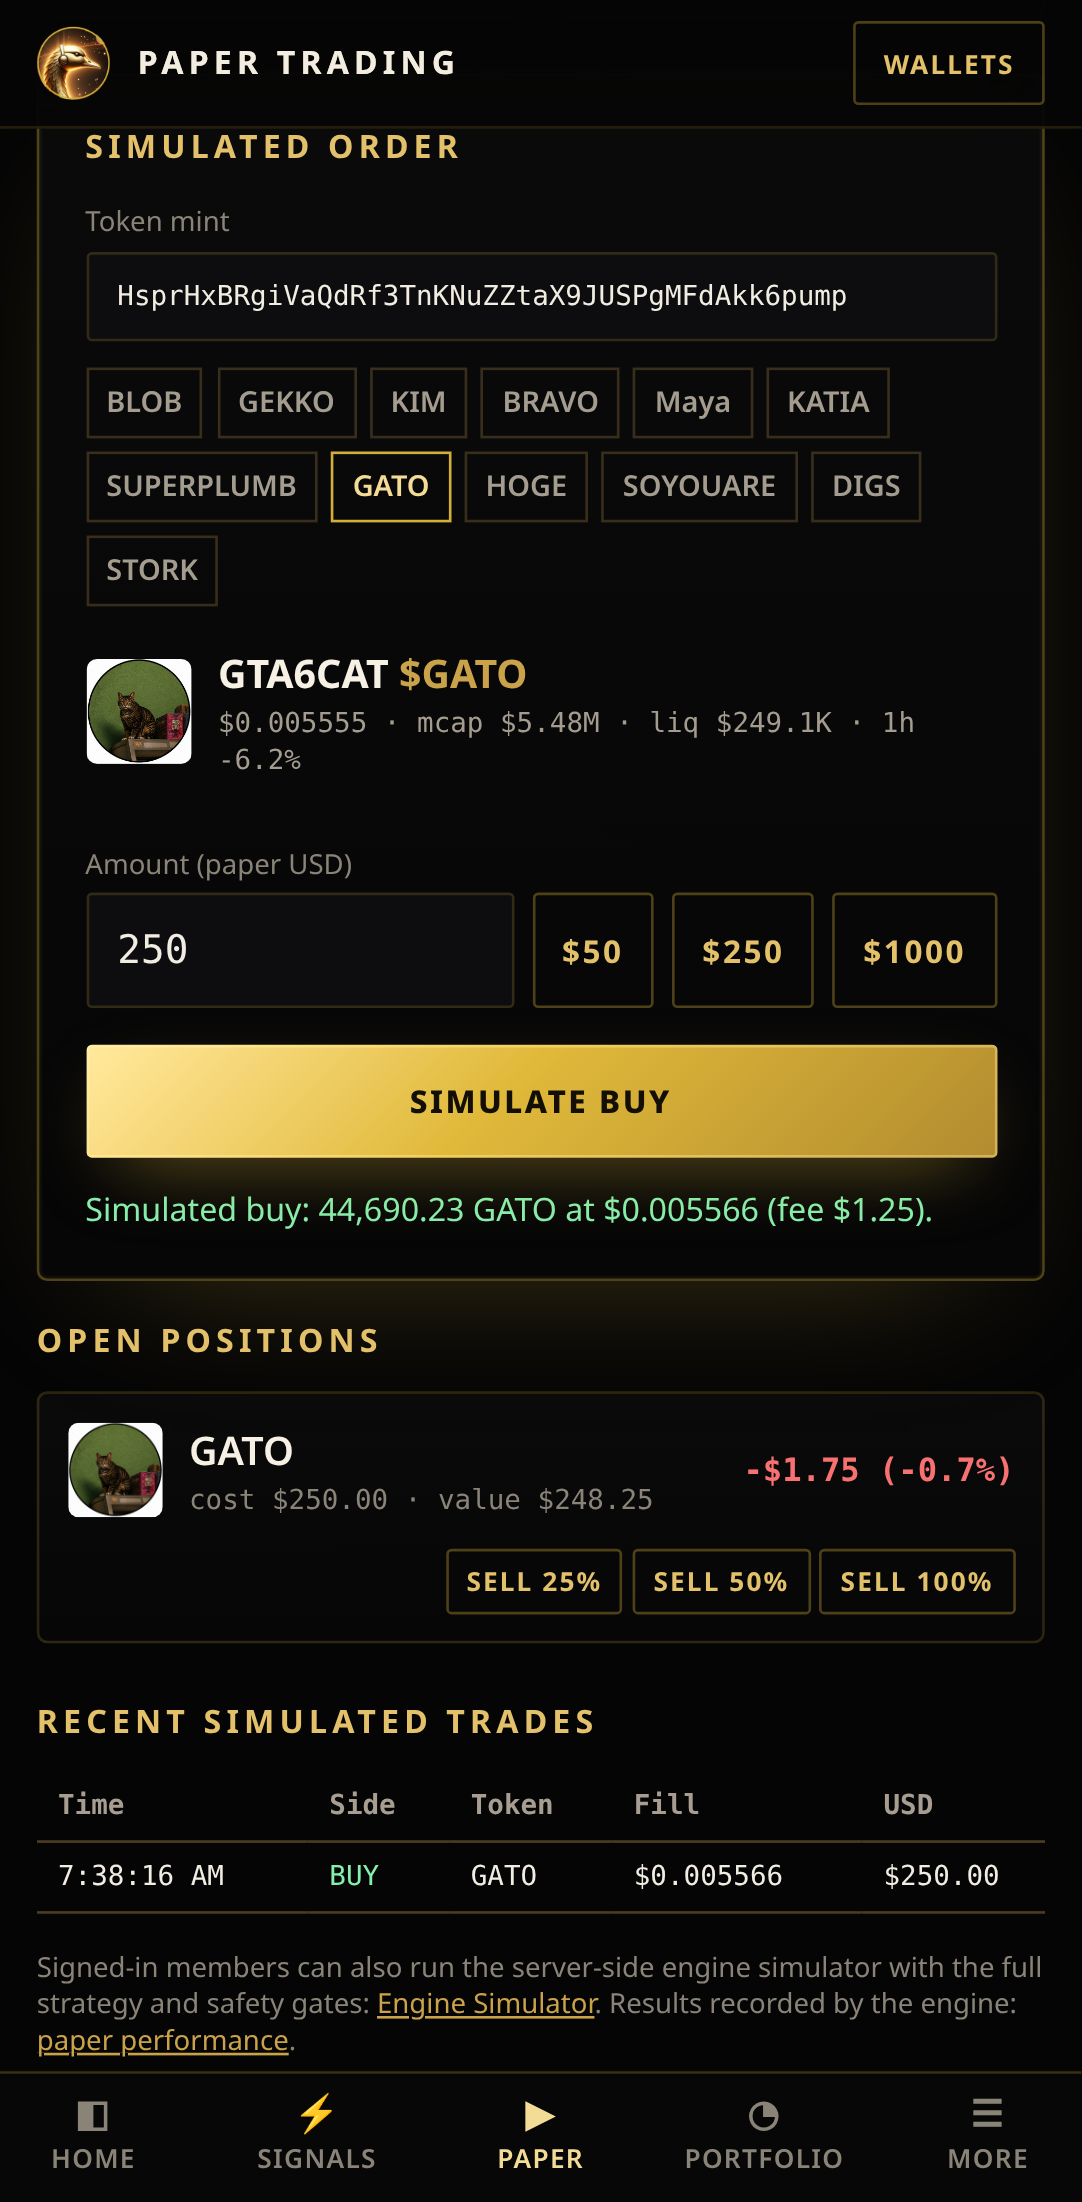 PAPER TRADING
WALLETS
SIMULATED ORDER
Token mint
HsprHxBRgiVaQdRf3TnKNuZZtaX9JUSPgMFdAkk6pump
BLOB GEKKO KIM BRAVO Maya KATIA
SUPERPLUMB GATO HOGE SOYOUARE DIGS
STORK
GTA6CAT $GATO
$0.005555 · mcap $5.48M · liq $249.1K · 1h
-6.2%
Amount (paper USD)
250 $50 $250 $1000
SIMULATE BUY
Simulated buy: 44,690.23 GATO at $0.005566 (fee $1.25).
OPEN POSITIONS
GATO
cost $250.00 · value $248.25
-$1.75 (-0.7%)
SELL 25% SELL 50% SELL 100%
RECENT SIMULATED TRADES
Time Side Token Fill USD
7:38:16 AM BUY GATO $0.005566 $250.00
Signed-in members can also run the server-side engine simulator with the full
strategy and safety gates: Engine Simulator. Results recorded by the engine:
paper performance.
HOME SIGNALS PAPER PORTFOLIO MORE